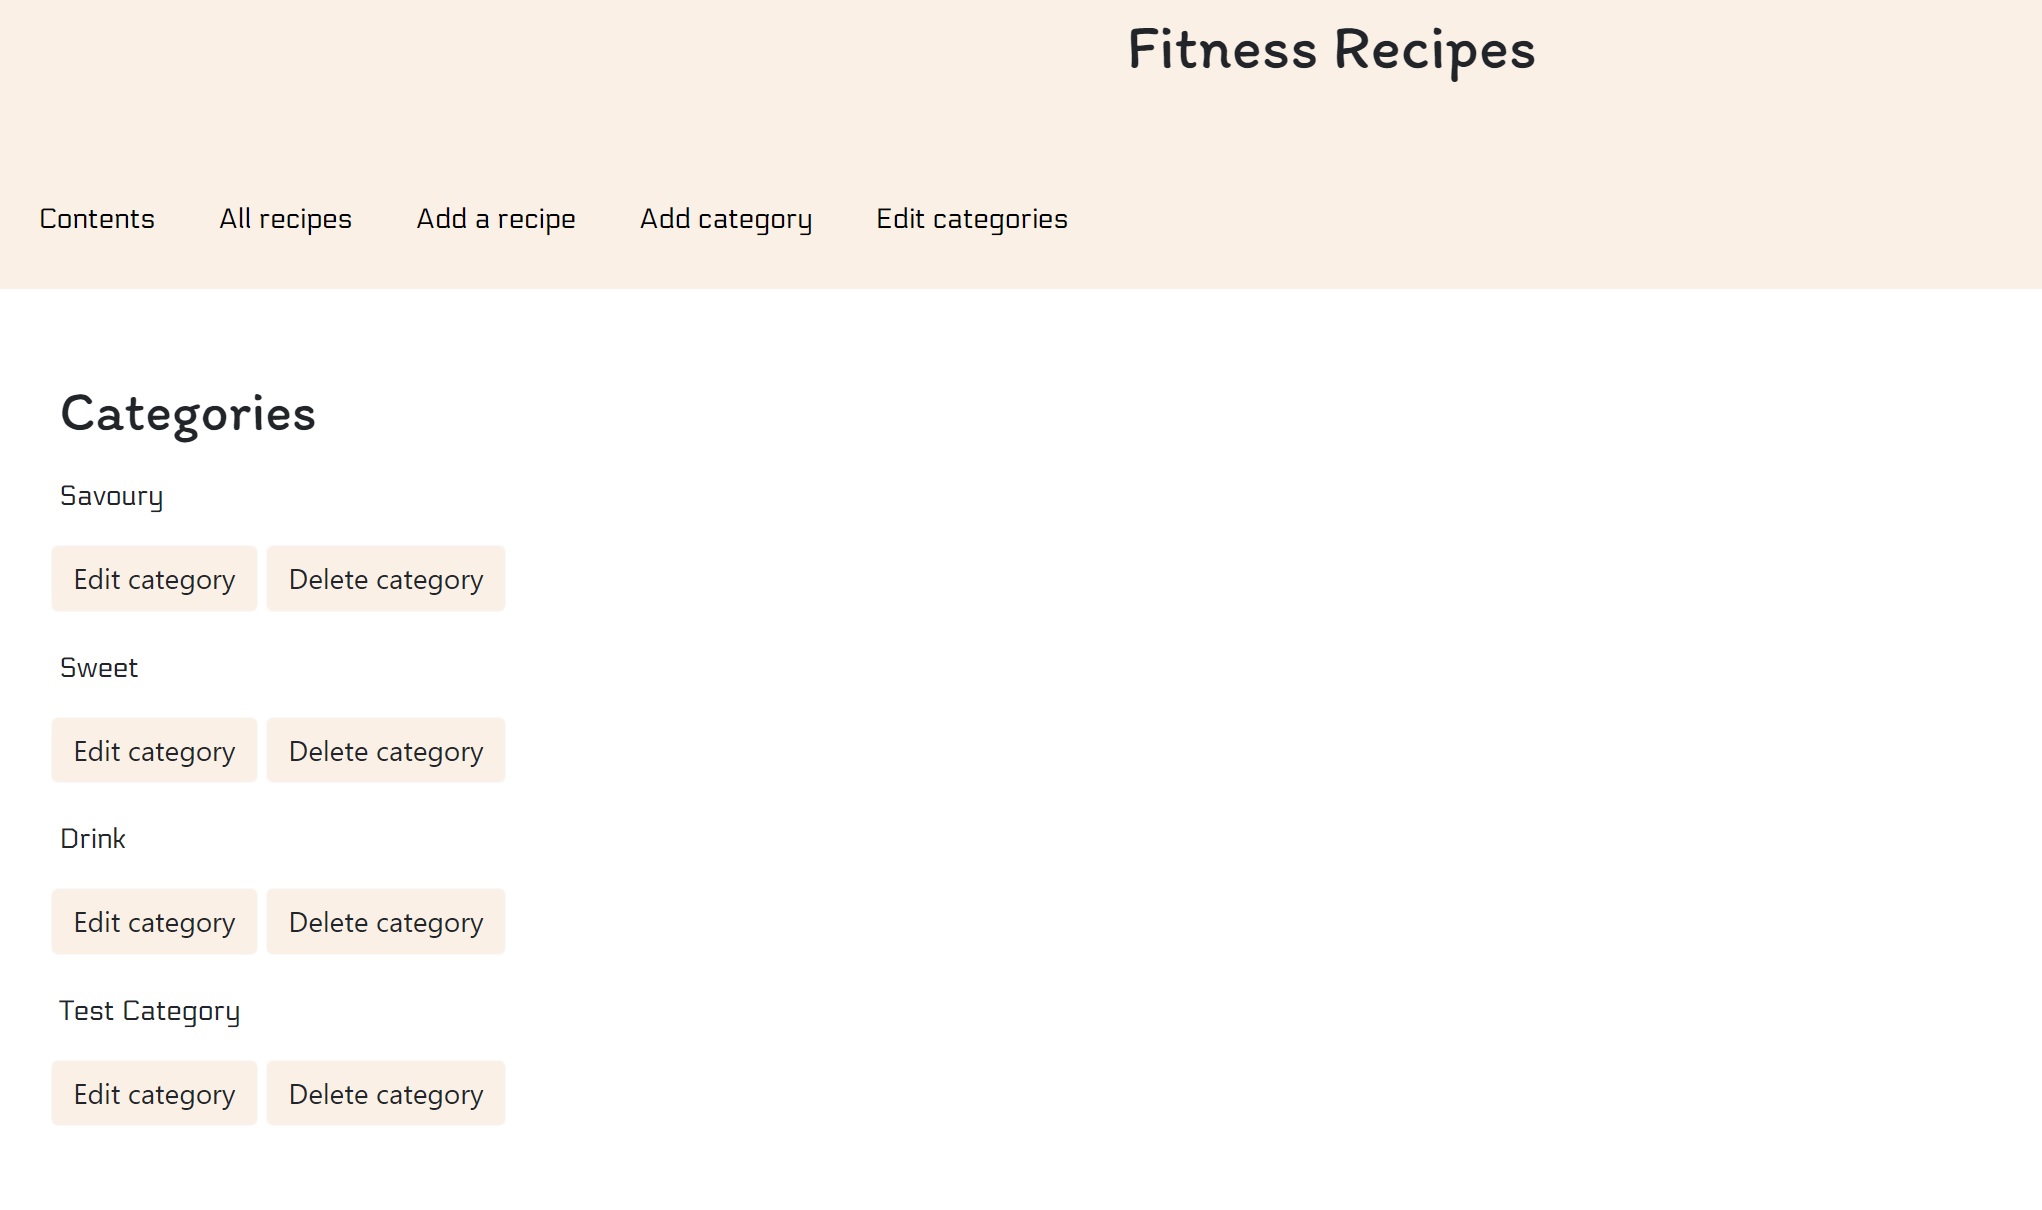 Fitness Recipes
Contents All recipes Add a recipe Add category Edit categories
Categories
Savoury
Edit category Delete category
Sweet
Edit category Delete category
Drink
Edit category Delete category
Test Category
Edit category Delete category